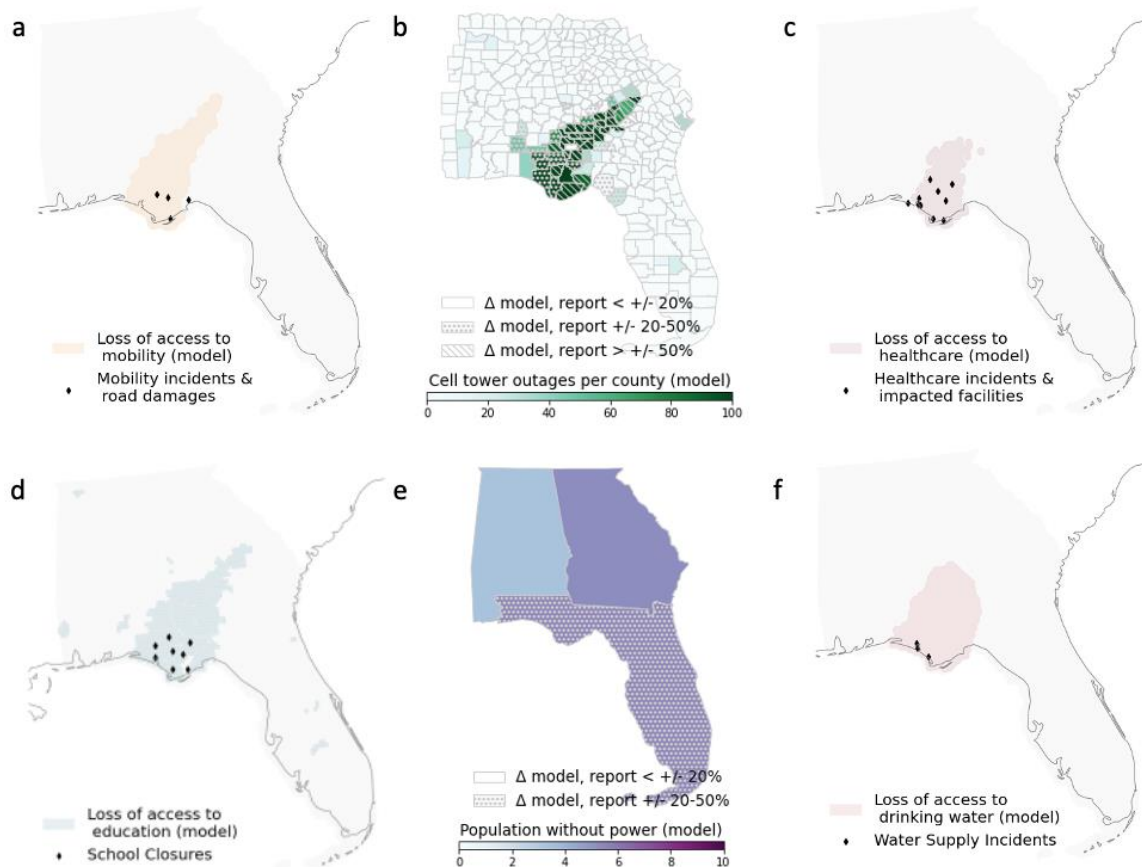 a
b
c
Loss of access to
mobility (model)
Mobility incidents &
road damages
Δ model, report < +/- 20%
Δ model, report +/- 20-50%
Δ model, report > +/- 50%
Cell tower outages per county (model)
0 20 40 60 80 100
Loss of access to
healthcare (model)
Healthcare incidents &
impacted facilities
d
e
f
Loss of access to
education (model)
School Closures
Δ model, report < +/- 20%
Δ model, report +/- 20-50%
Population without power (model)
0 2 4 6 8 10
Loss of access to
drinking water (model)
Water Supply Incidents